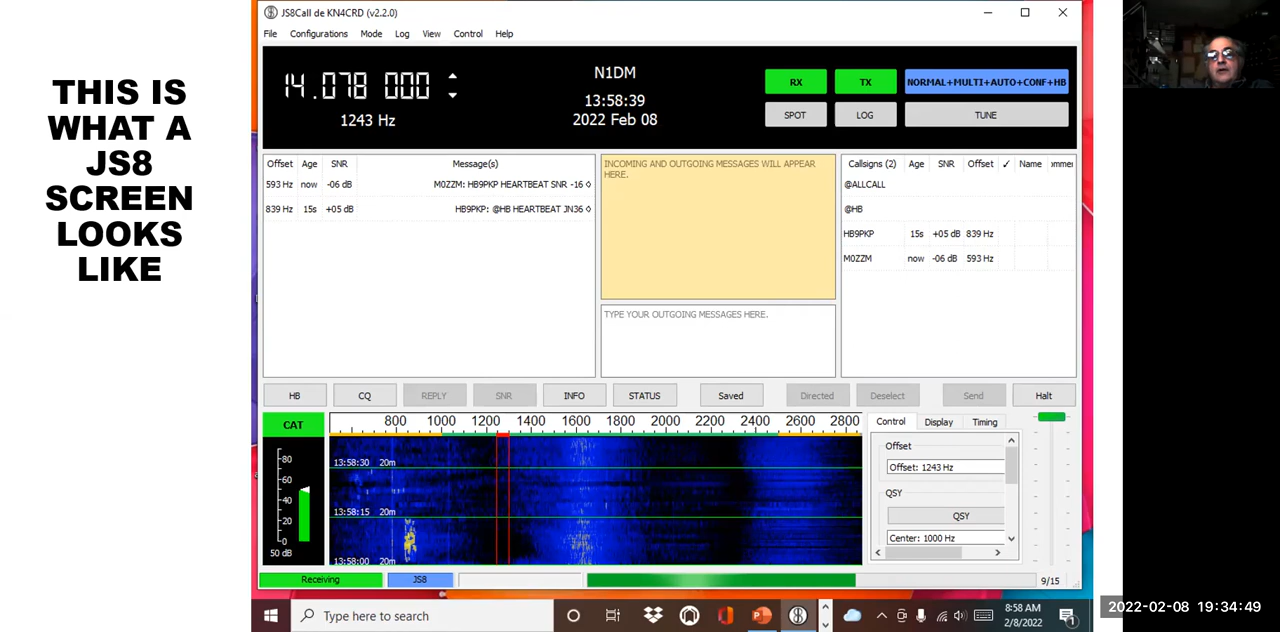 THIS IS
WHAT A
JS8
SCREEN
LOOKS
LIKE
JS8Call de KN4CRD (v2.2.0)
File Configurations Mode Log View Control Help
14.078 000
1243 Hz
N1DM
13:58:39
2022 Feb 08
RX TX NORMAL+MULTI+AUTO+CONF+HB
SPOT LOG TUNE
Offset Age SNR Message(s)
593 Hz now -06 dB M0ZZM: HB9PKP HEARTBEAT SNR -16 ◊
839 Hz 15s +05 dB HB9PKP: @HB HEARTBEAT JN36 ◊
INCOMING AND OUTGOING MESSAGES WILL APPEAR
HERE.
TYPE YOUR OUTGOING MESSAGES HERE.
Callsigns (2) Age SNR Offset ✓ Name ommer
@ALLCALL
@HB
HB9PKP 15s +05 dB 839 Hz
M0ZZM now -06 dB 593 Hz
HB CQ REPLY SNR INFO STATUS Saved Directed Deselect Send Halt
CAT
80
60
40
20
0
50 dB
800 1000 1200 1400 1600 1800 2000 2200 2400 2600 2800
13:58:30 20m
13:58:15 20m
13:58:00 20m
Control Display Timing
Offset
Offset: 1243 Hz
QSY
QSY
Center: 1000 Hz
Receiving JS8 9/15
Type here to search
8:58 AM
2/8/2022
1
2022-02-08 19:34:49